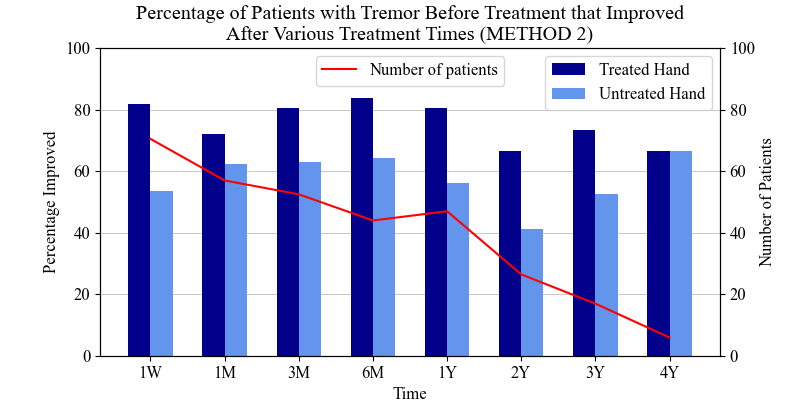 Percentage of Patients with Tremor Before Treatment that Improved
After Various Treatment Times (METHOD 2)
Number of patients
Treated Hand
Untreated Hand
Percentage Improved
100
80
60
40
20
0
100
80
60
40
20
0
Number of Patients
1W 1M 3M 6M 1Y 2Y 3Y 4Y
Time